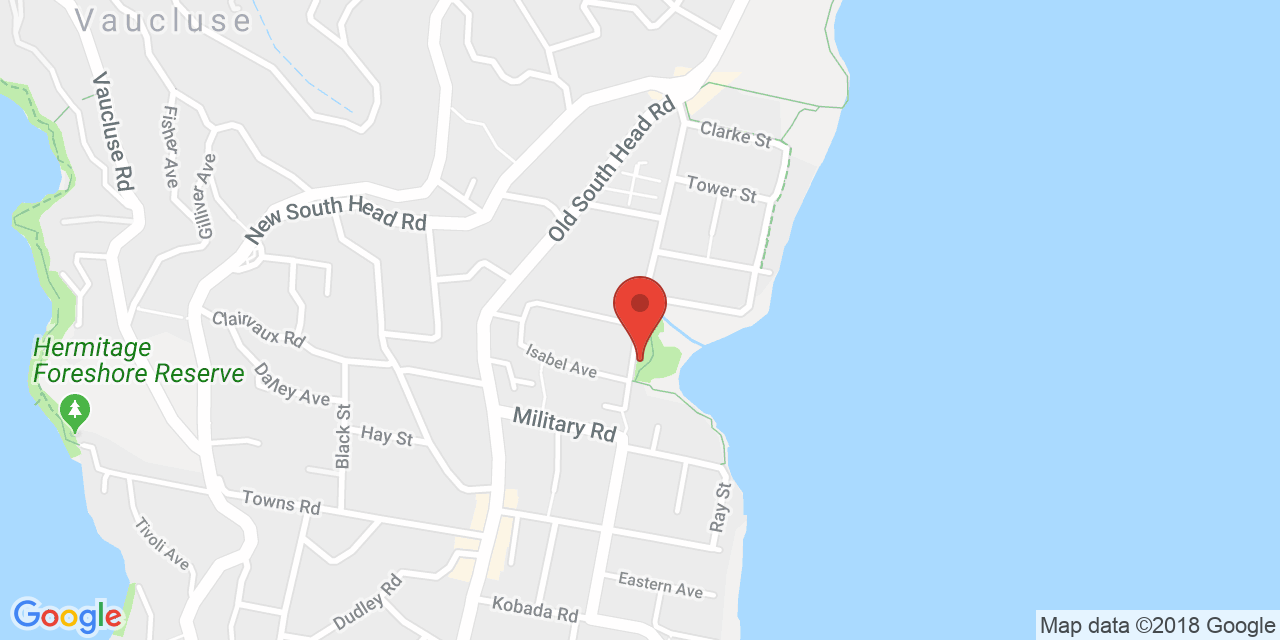 Vaucluse
Vaucluse Rd
Fisher Ave
Gilliver Ave
New South Head Rd
Old South Head Rd
Clarke St
Tower St
Clairvaux Rd
Hermitage
Foreshore Reserve
Dalley Ave
Isabel Ave
Black St
Hay St
Military Rd
Towns Rd
Ray St
Tivoli Ave
Eastern Ave
Dudley Rd
Kobada Rd
Google
Map data ©2018 Google